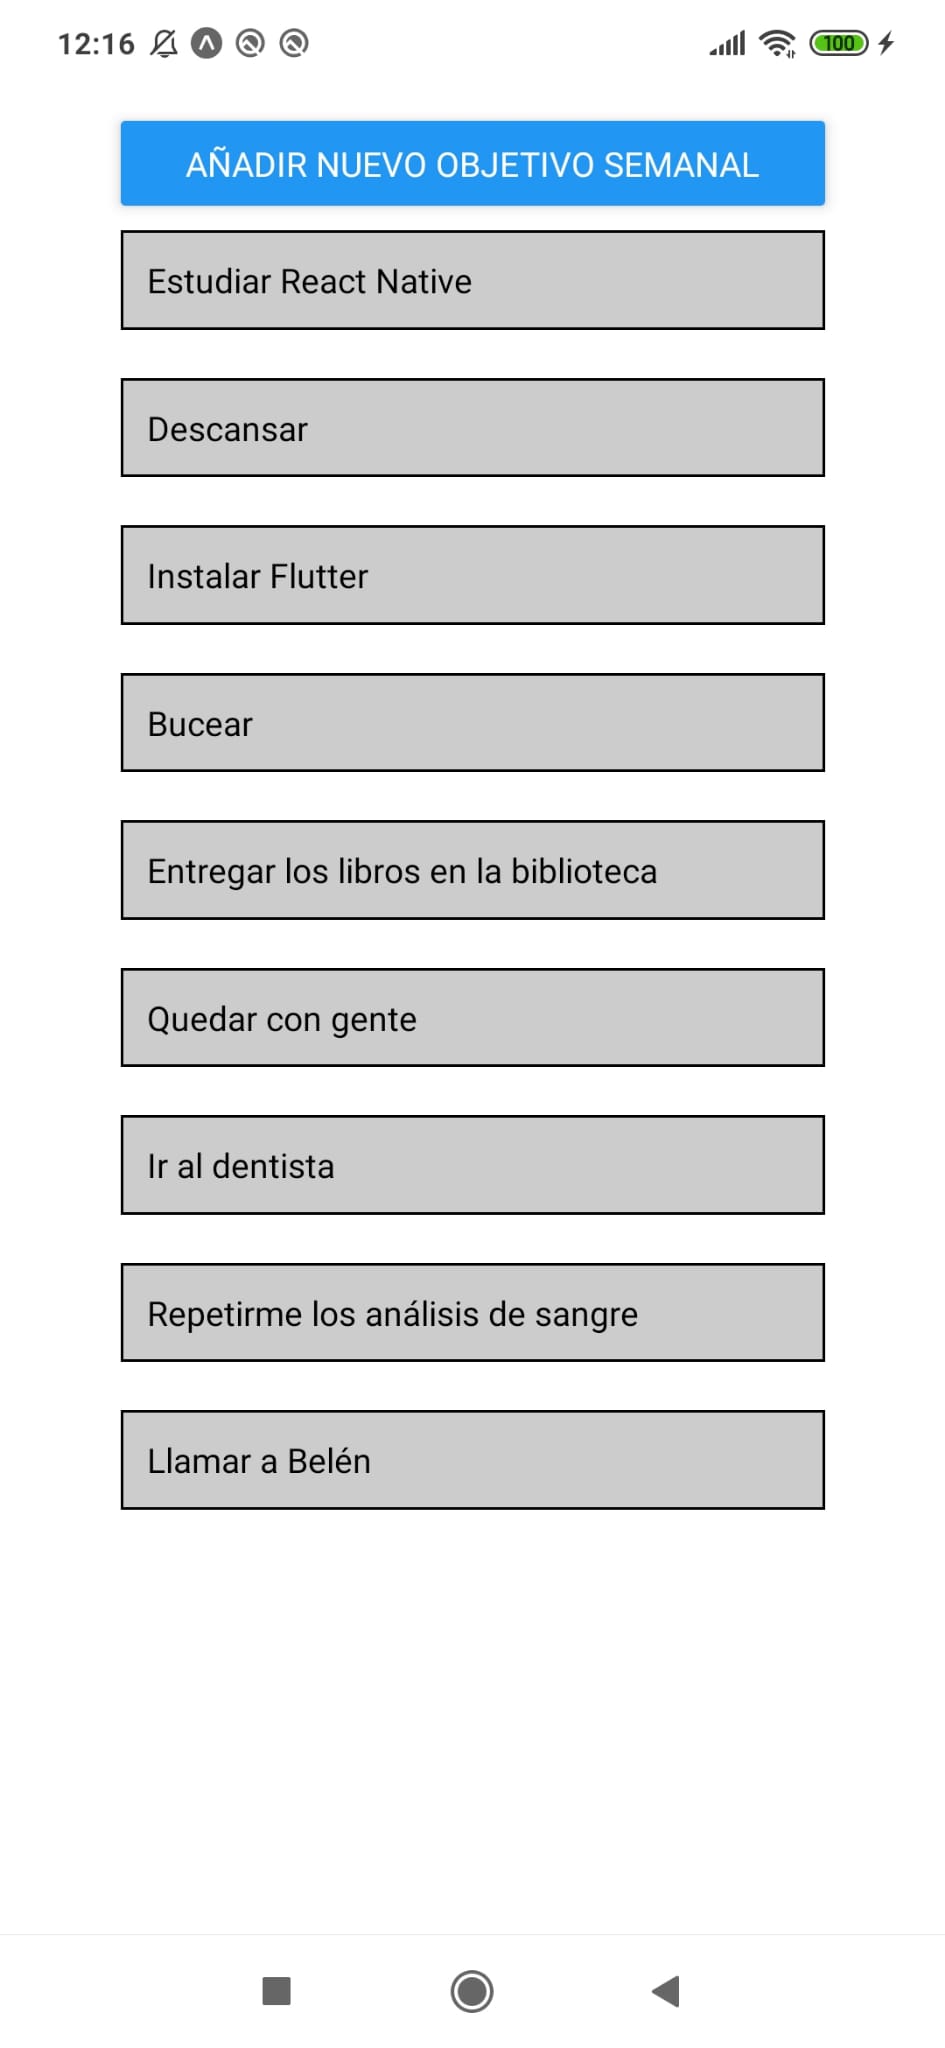 12:16
100
AÑADIR NUEVO OBJETIVO SEMANAL
Estudiar React Native
Descansar
Instalar Flutter
Bucear
Entregar los libros en la biblioteca
Quedar con gente
Ir al dentista
Repetirme los análisis de sangre
Llamar a Belén